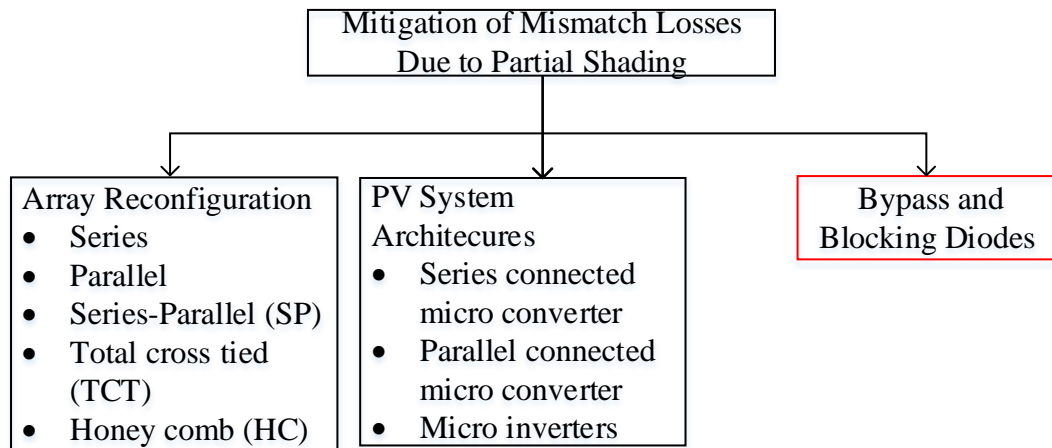 Mitigation of Mismatch Losses
Due to Partial Shading
Array Reconfiguration
• Series
• Parallel
• Series-Parallel (SP)
• Total cross tied
(TCT)
• Honey comb (HC)
PV System
Architecures
• Series connected
micro converter
• Parallel connected
micro converter
• Micro inverters
Bypass and
Blocking Diodes